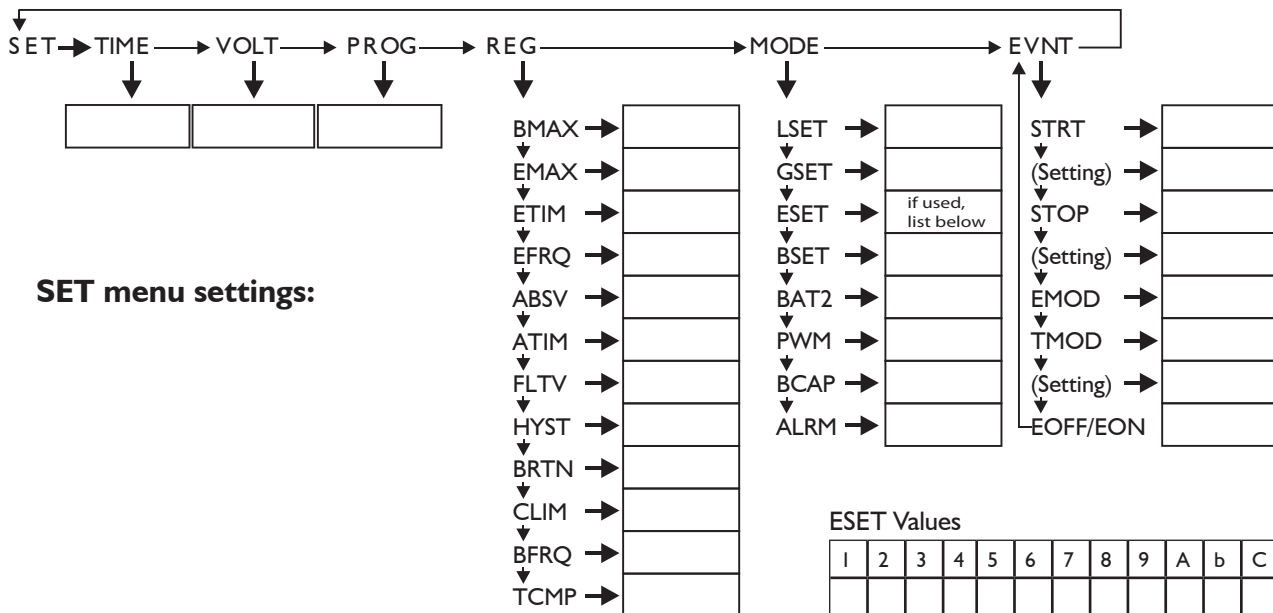 SET TIME VOLT PROG REG MODE EVNT
BMAX
EMAX
ETIM
EFRQ
ABSV
ATIM
FLTV
HYST
BRTN
CLIM
BFRQ
TCMP
LSET
GSET
ESET if used,
list below
BSET
BAT2
PWM
BCAP
ALRM
STRT
(Setting)
STOP
(Setting)
EMOD
TMOD
(Setting)
EOFF/EON
SET menu settings:
ESET Values
1 2 3 4 5 6 7 8 9 A b C